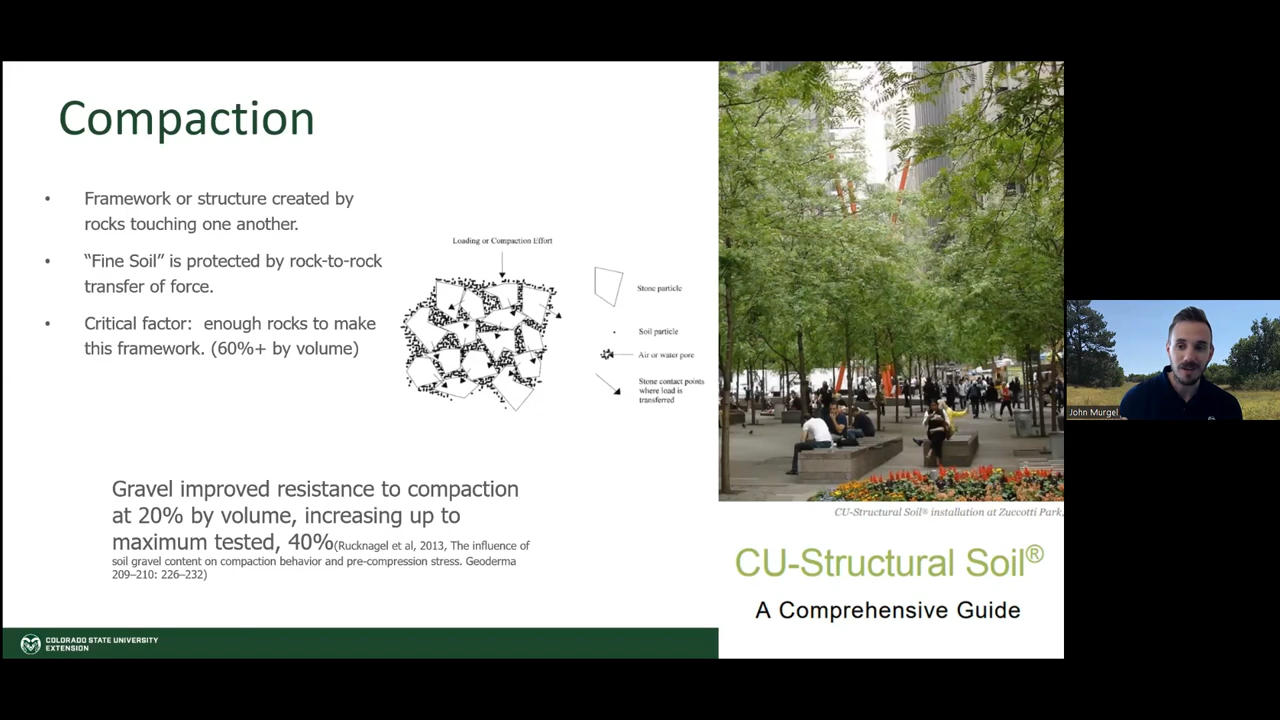 Compaction
• Framework or structure created by
rocks touching one another.
• “Fine Soil” is protected by rock-to-rock
transfer of force.
• Critical factor:  enough rocks to make
this framework. (60%+ by volume)
Loading or Compaction Effort
Stone particle
Soil particle
Air or water pore
Stone contact points
where load is
transferred
Gravel improved resistance to compaction
at 20% by volume, increasing up to
maximum tested, 40%(Rucknagel et al, 2013, The influence of
soil gravel content on compaction behavior and pre-compression stress. Geoderma
209–210: 226–232)
COLORADO STATE UNIVERSITY
EXTENSION
CU-Structural Soil® installation at Zuccotti Park,
CU-Structural Soil®
A Comprehensive Guide
John Murgel